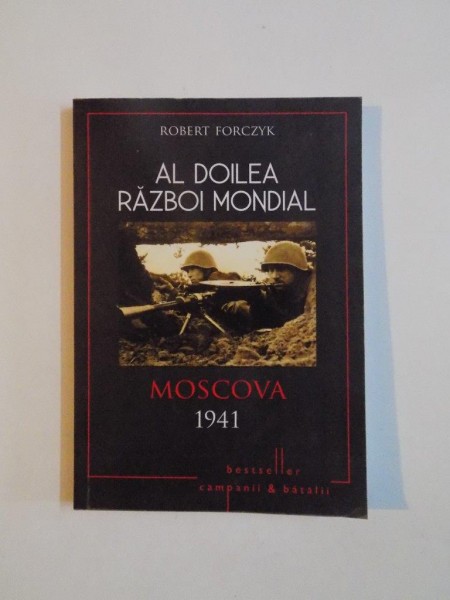 ROBERT FORCZYK
AL DOILEA
RĂZBOI MONDIAL
MOSCOVA
1941
bestseller
campanii & bătălii